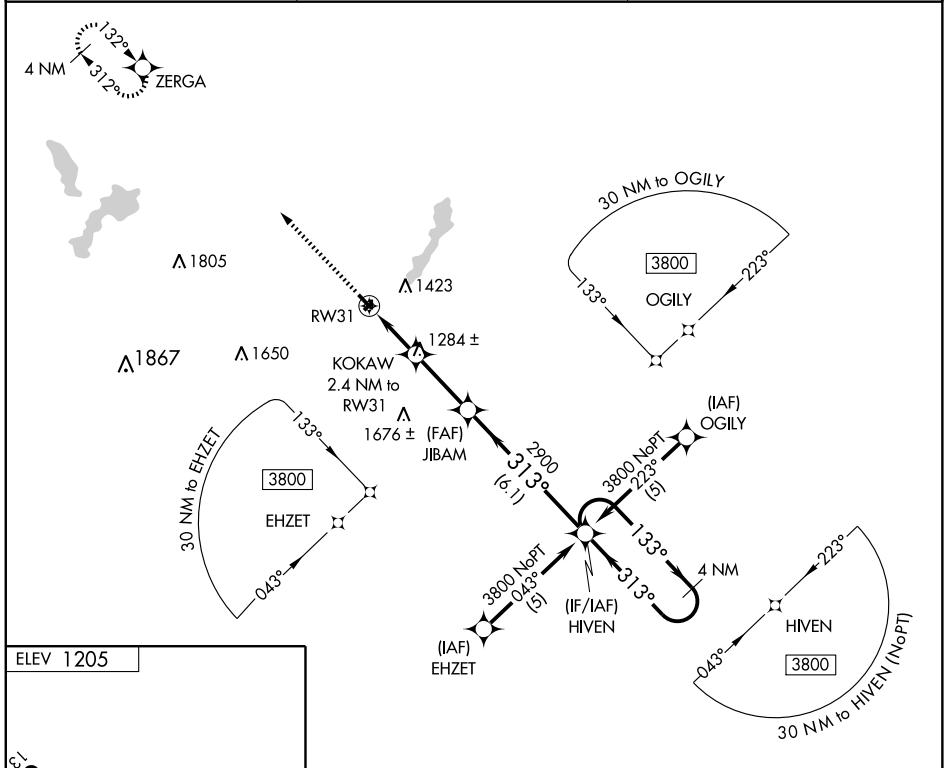 132°
4 NM
312°
ZERGA
30 NM to OGILY
3800
OGILY
133°
223°
1805
1423
RW31
1284 ±
1867
1650
KOKAW
2.4 NM to
RW31
1676 ±
(FAF)
JIBAM
(IAF)
OGILY
2900
313°
(6.1)
3800 NoPT
223°
(5)
30 NM to EHZET
133°
3800
EHZET
043°
133°
4 NM
313°
3800 NoPT
043°
(5)
(IF/IAF)
HIVEN
(IAF)
EHZET
223°
HIVEN
043°
3800
30 NM to HIVEN (NoPT)
ELEV 1205